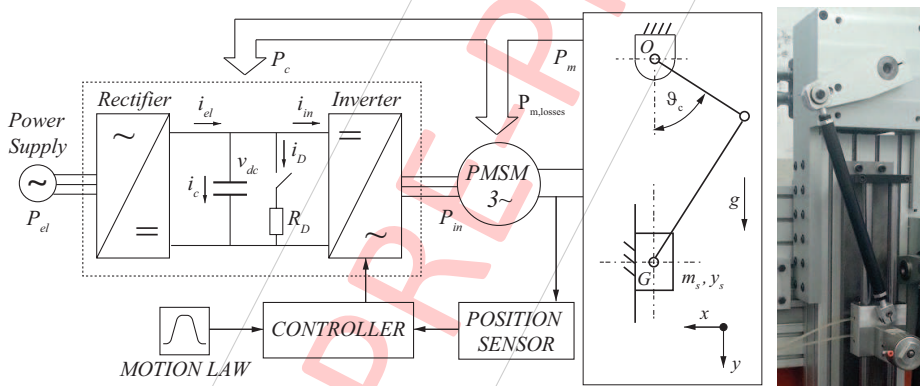 P_c
P_m
P_m,losses
Rectifier
i_el
i_in
Inverter
Power
Supply
~
P_el
~
=
i_c
v_dc
i_D
R_D
=
~
P_in
PMSM
3~
O
ϑ_c
g
G
m_s, y_s
x
y
MOTION LAW
CONTROLLER
POSITION
SENSOR
PRE-P